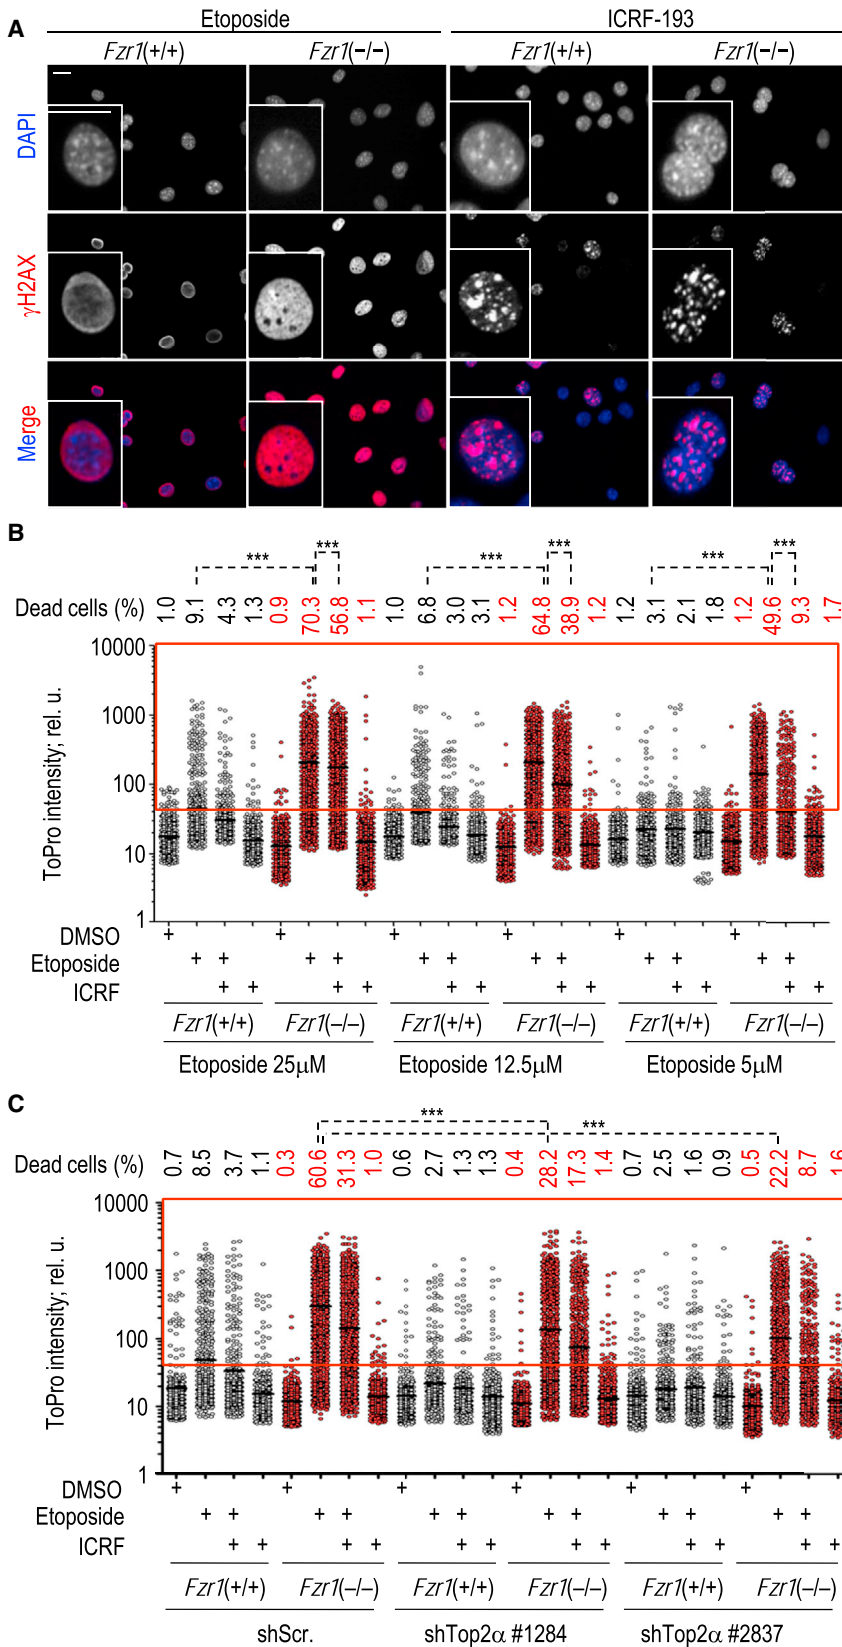 A
Etoposide ICRF-193
Fzr1(+/+) Fzr1(–/–) Fzr1(+/+) Fzr1(–/–)
DAPI
γH2AX
Merge
B
*** *** *** *** *** ***
Dead cells (%) 1.0 9.1 4.3 1.3 0.9 70.3 56.8 1.1 1.0 6.8 3.0 3.1 1.2 64.8 38.9 1.2 1.2 3.1 2.1 1.8 1.2 49.6 9.3 1.7
ToPro intensity; rel. u.
10000
1000
100
10
1
DMSO + + + + + +
Etoposide + + + + + + + + + + + +
ICRF + + + + + + + + + + + +
Fzr1(+/+) Fzr1(–/–) Fzr1(+/+) Fzr1(–/–) Fzr1(+/+) Fzr1(–/–)
Etoposide 25μM Etoposide 12.5μM Etoposide 5μM
C
*** ***
Dead cells (%) 0.7 8.5 3.7 1.1 0.3 60.6 31.3 1.0 0.6 2.7 1.3 1.3 0.4 28.2 17.3 1.4 0.7 2.5 1.6 0.9 0.5 22.2 8.7 1.6
ToPro intensity; rel. u.
10000
1000
100
10
1
DMSO + + + + + +
Etoposide + + + + + + + + + + + +
ICRF + + + + + + + + + + + +
Fzr1(+/+) Fzr1(–/–) Fzr1(+/+) Fzr1(–/–) Fzr1(+/+) Fzr1(–/–)
shScr. shTop2α #1284 shTop2α #2837